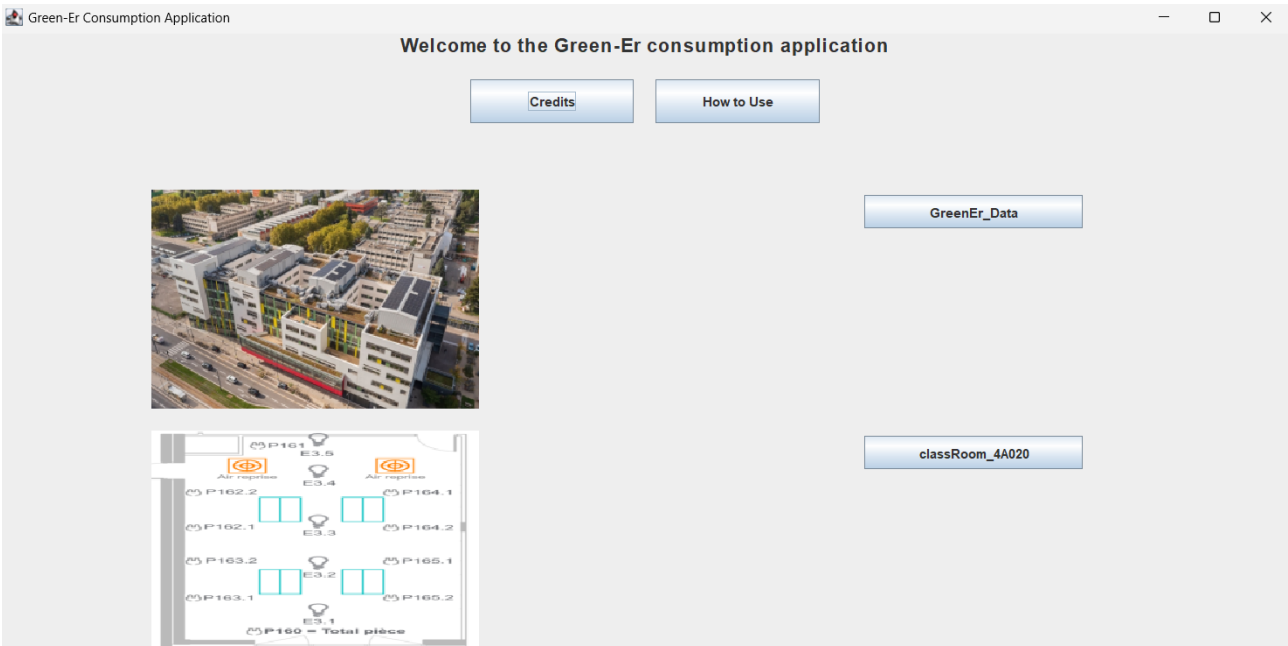 Green-Er Consumption Application
Welcome to the Green-Er consumption application
Credits
How to Use
GreenEr_Data
P161
E3.5
Air reprise
Air reprise
E3.4
P162.2
P164.1
P162.1
E3.3
P164.2
P163.2
E3.2
P165.1
P163.1
E3.1
P165.2
P160 = Total pièce
classRoom_4A020